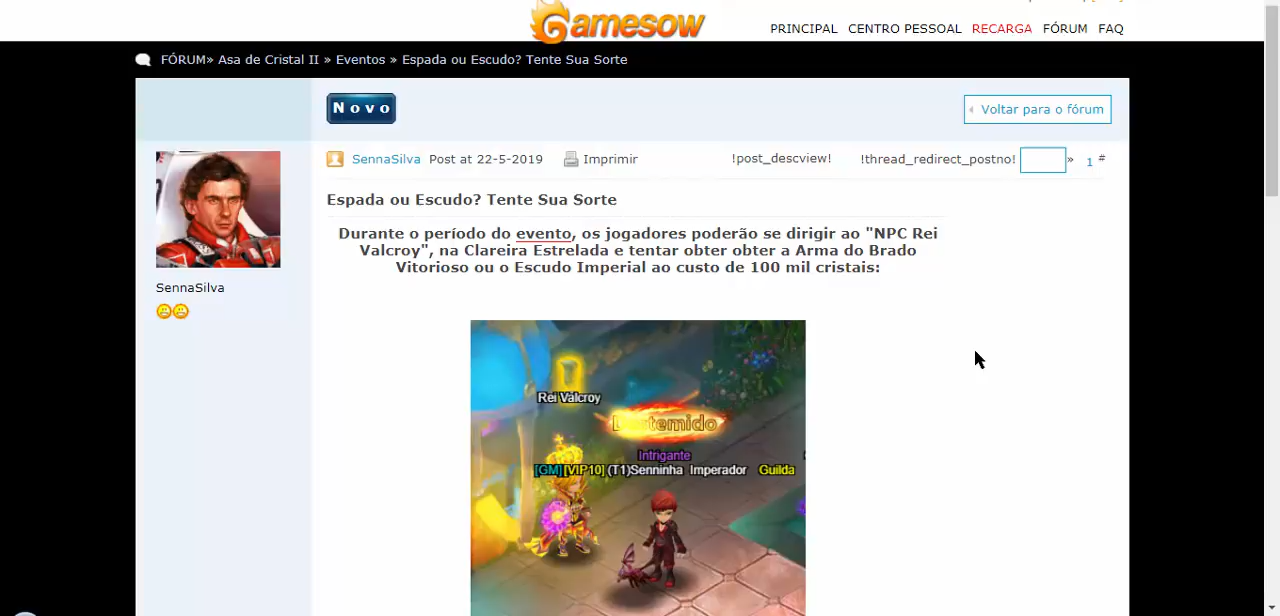 Gamesow
PRINCIPAL CENTRO PESSOAL RECARGA FÓRUM FAQ
FÓRUM» Asa de Cristal II » Eventos » Espada ou Escudo? Tente Sua Sorte
Novo
Voltar para o fórum
SennaSilva Post at 22-5-2019 Imprimir !post_descview! !thread_redirect_postno! » 1 #
Espada ou Escudo? Tente Sua Sorte
Durante o período do evento, os jogadores poderão se dirigir ao "NPC Rei
Valcroy", na Clareira Estrelada e tentar obter obter a Arma do Brado
Vitorioso ou o Escudo Imperial ao custo de 100 mil cristais:
SennaSilva
Rei Valcroy
Destemido
Intrigante
[GM][VIP10](T1)Senninha Imperador Guilda